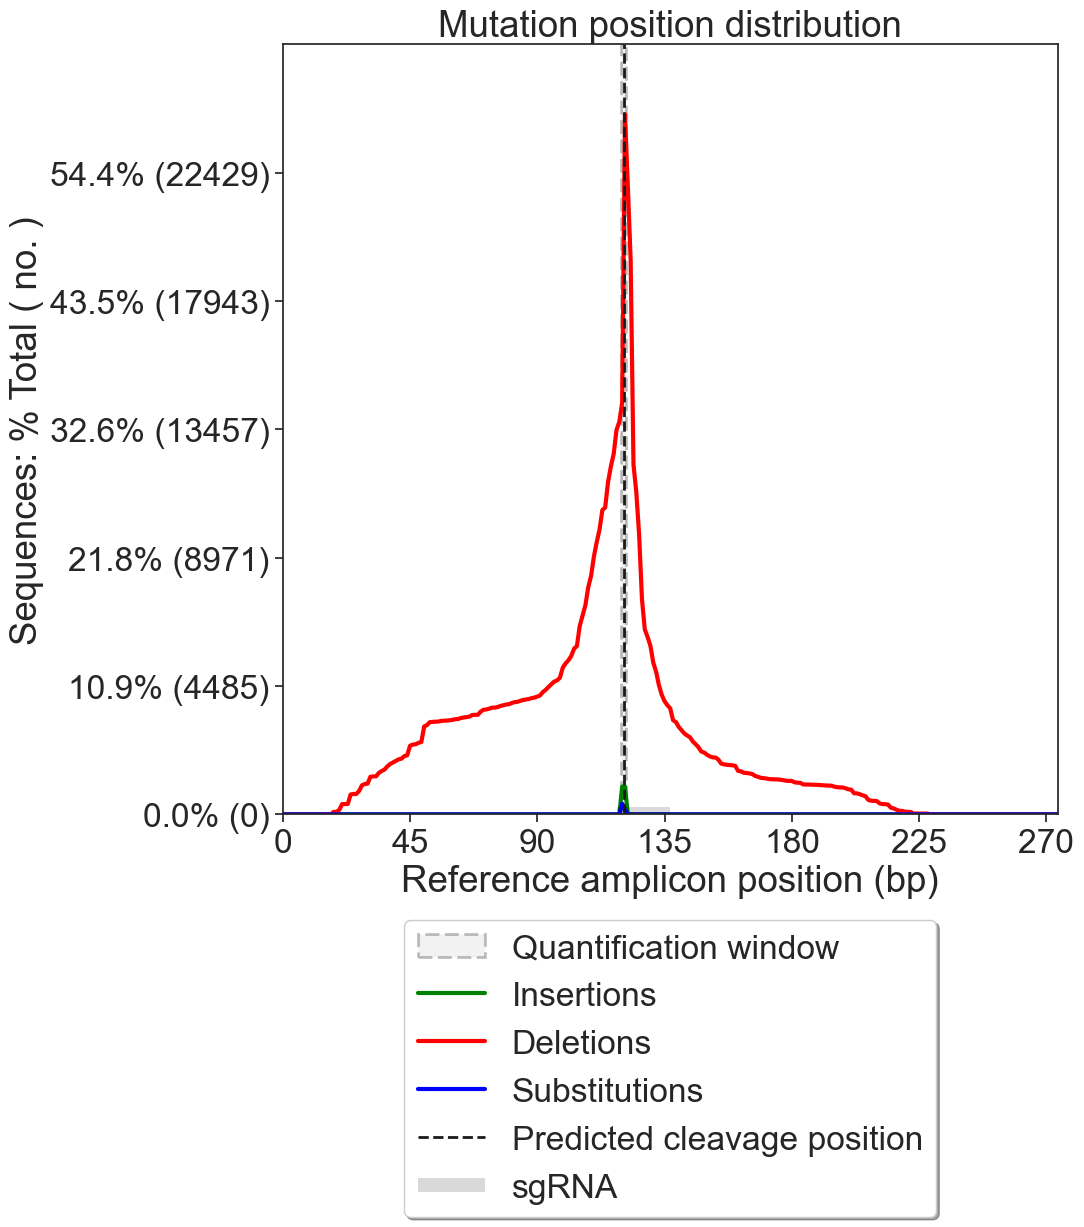 Mutation position distribution
Sequences: % Total ( no. )
54.4% (22429)
43.5% (17943)
32.6% (13457)
21.8% (8971)
10.9% (4485)
0.0% (0)
0 45 90 135 180 225 270
Reference amplicon position (bp)
Quantification window
Insertions
Deletions
Substitutions
Predicted cleavage position
sgRNA